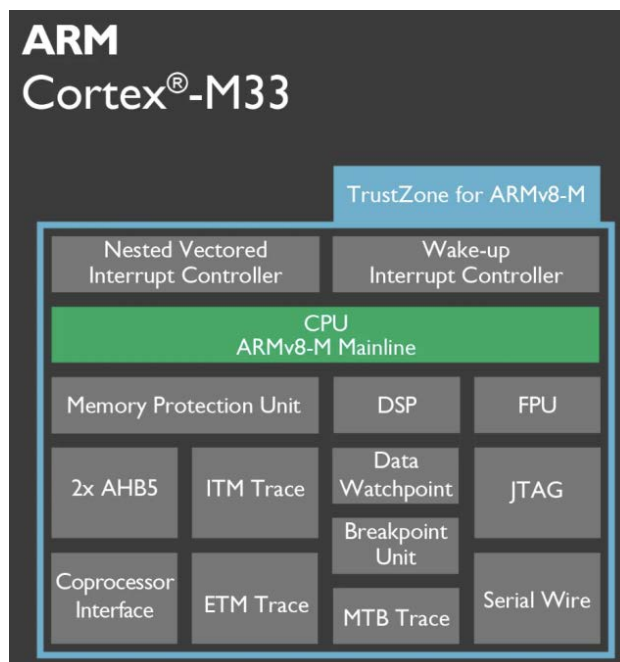 ARM
Cortex®-M33
TrustZone for ARMv8-M
Nested Vectored
Interrupt Controller
Wake-up
Interrupt Controller
CPU
ARMv8-M Mainline
Memory Protection Unit
DSP
FPU
2x AHB5
ITM Trace
Data
Watchpoint
JTAG
Breakpoint
Unit
Coprocessor
Interface
ETM Trace
MTB Trace
Serial Wire